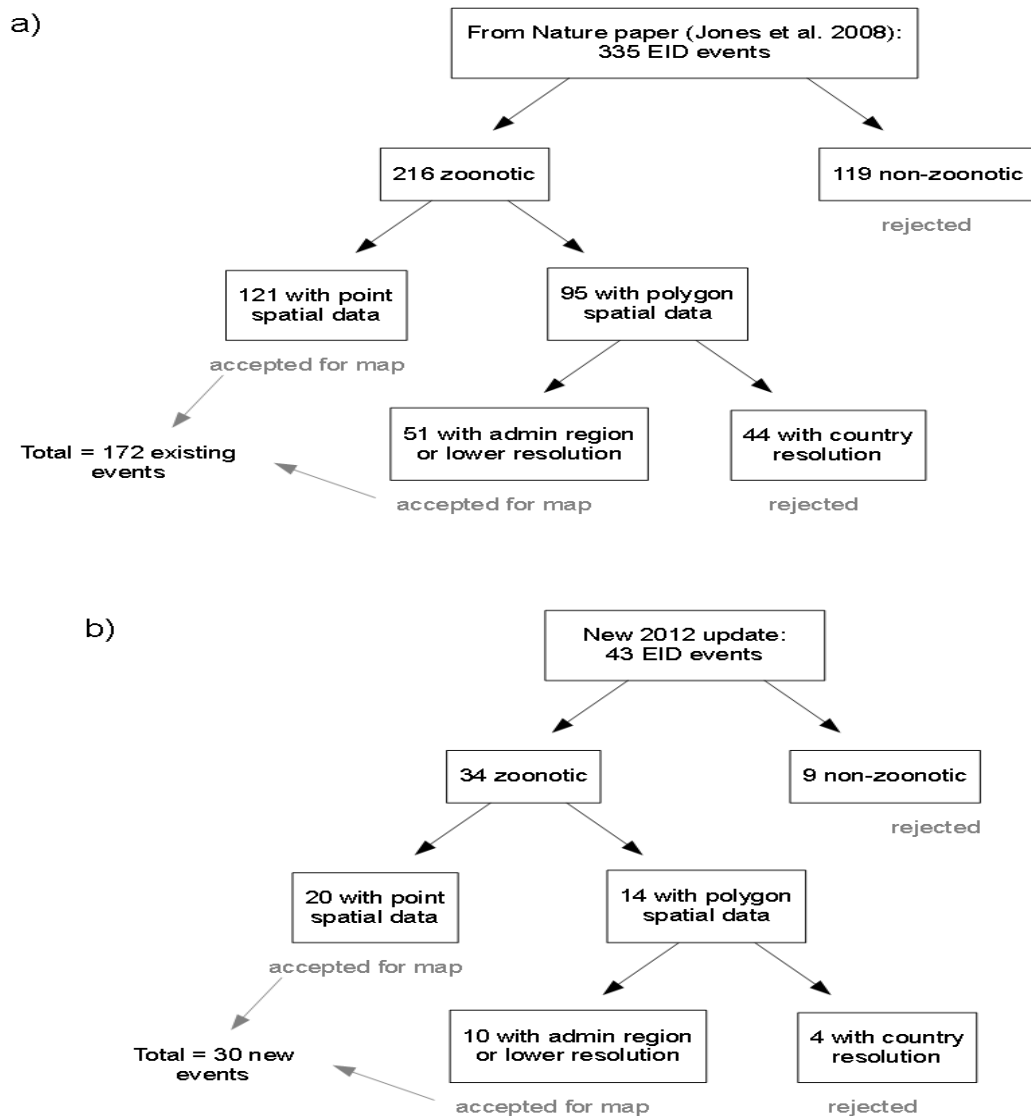 a)
From Nature paper (Jones et al. 2008):
335 EID events
216 zoonotic
119 non-zoonotic
rejected
121 with point
spatial data
95 with polygon
spatial data
accepted for map
51 with admin region
or lower resolution
44 with country
resolution
Total = 172 existing
events
accepted for map
rejected
b)
New 2012 update:
43 EID events
34 zoonotic
9 non-zoonotic
rejected
20 with point
spatial data
14 with polygon
spatial data
accepted for map
10 with admin region
or lower resolution
4 with country
resolution
Total = 30 new
events
accepted for map
rejected